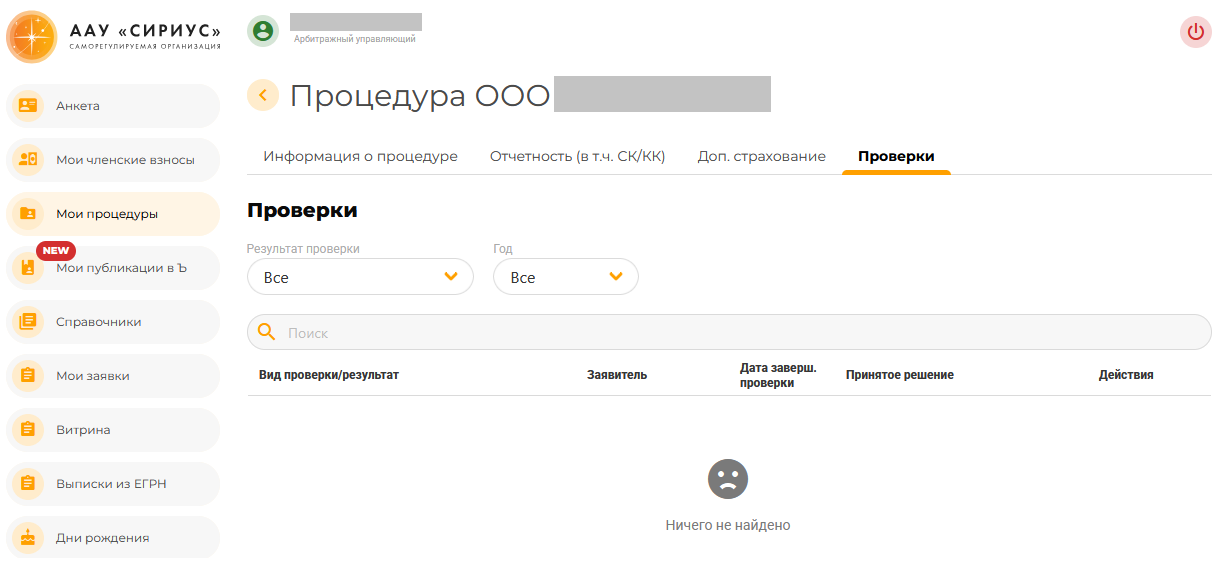 ААУ «СИРИУС»
САМОРЕГУЛИРУЕМАЯ ОРГАНИЗАЦИЯ
Арбитражный управляющий
Анкета
Мои членские взносы
Мои процедуры
NEW
Мои публикации в Ъ
Справочники
Мои заявки
Витрина
Выписки из ЕГРН
Дни рождения
Процедура ООО
Информация о процедуре
Отчетность (в т.ч. СК/КК)
Доп. страхование
Проверки
Проверки
Результат проверки
Год
Все
Все
Поиск
Вид проверки/результат
Заявитель
Дата заверш.
проверки
Принятое решение
Действия
Ничего не найдено